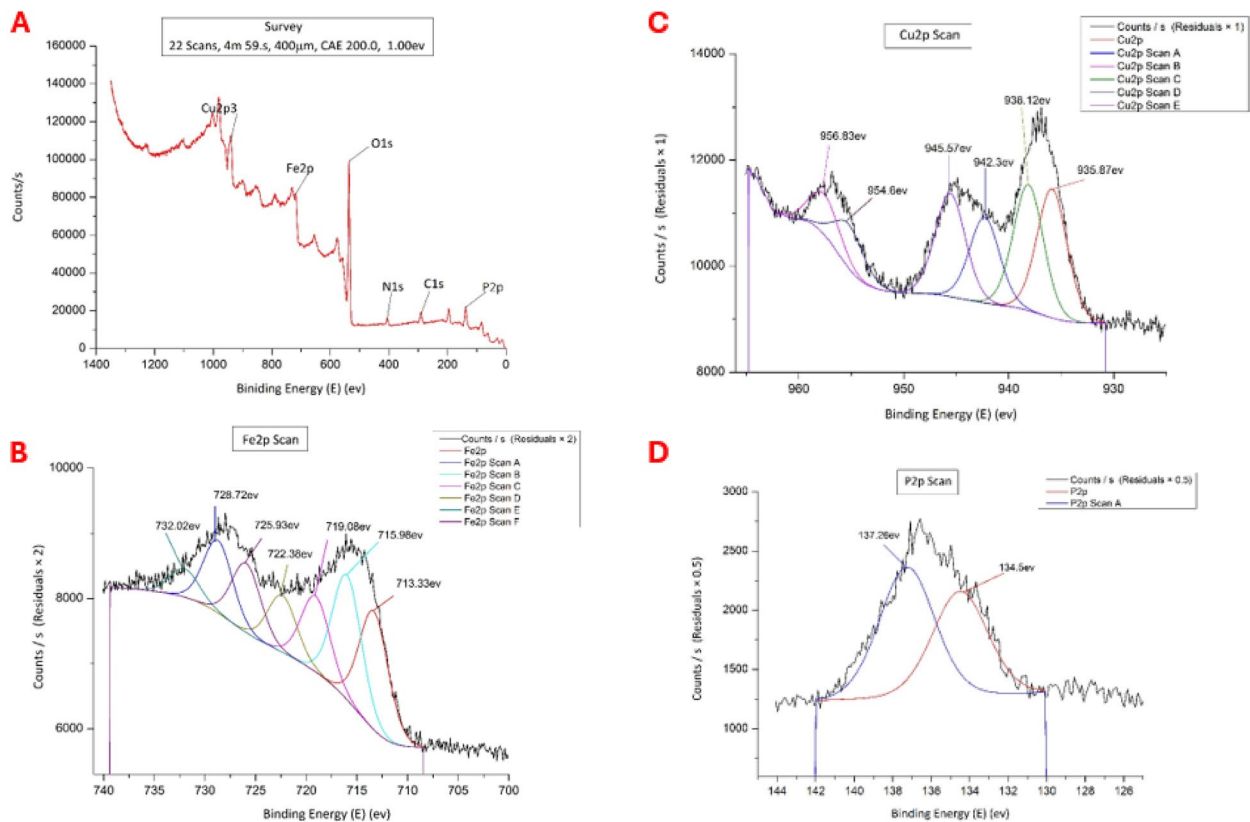 A
Survey
22 Scans, 4m 59.s, 400μm, CAE 200.0, 1.00ev
160000
140000
120000
100000
80000
60000
40000
20000
0
Counts/s
Cu2p3
Fe2p
O1s
N1s
C1s
P2p
1400
1200
1000
800
600
400
200
0
Biniding Energy (E) (ev)
C
Cu2p Scan
Counts / s (Residuals × 1)
Cu2p
Cu2p Scan A
Cu2p Scan B
Cu2p Scan C
Cu2p Scan D
Cu2p Scan E
14000
12000
10000
8000
Counts / s (Residuals × 1)
956.83ev
954.6ev
945.57ev
942.3ev
938.12ev
935.87ev
960
950
940
930
Binding Energy (E) (ev)
B
Fe2p Scan
Counts / s (Residuals × 2)
Fe2p
Fe2p Scan A
Fe2p Scan B
Fe2p Scan C
Fe2p Scan D
Fe2p Scan E
Fe2p Scan F
10000
8000
6000
Counts / s (Residuals × 2)
732.02ev
728.72ev
725.93ev
722.38ev
719.08ev
715.98ev
713.33ev
740
735
730
725
720
715
710
705
700
Binding Energy (E) (ev)
D
P2p Scan
Counts / s (Residuals × 0.5)
P2p
P2p Scan A
3000
2500
2000
1500
1000
Counts / s (Residuals × 0.5)
137.26ev
134.5ev
144
142
140
138
136
134
132
130
128
126
Binding Energy (E) (ev)